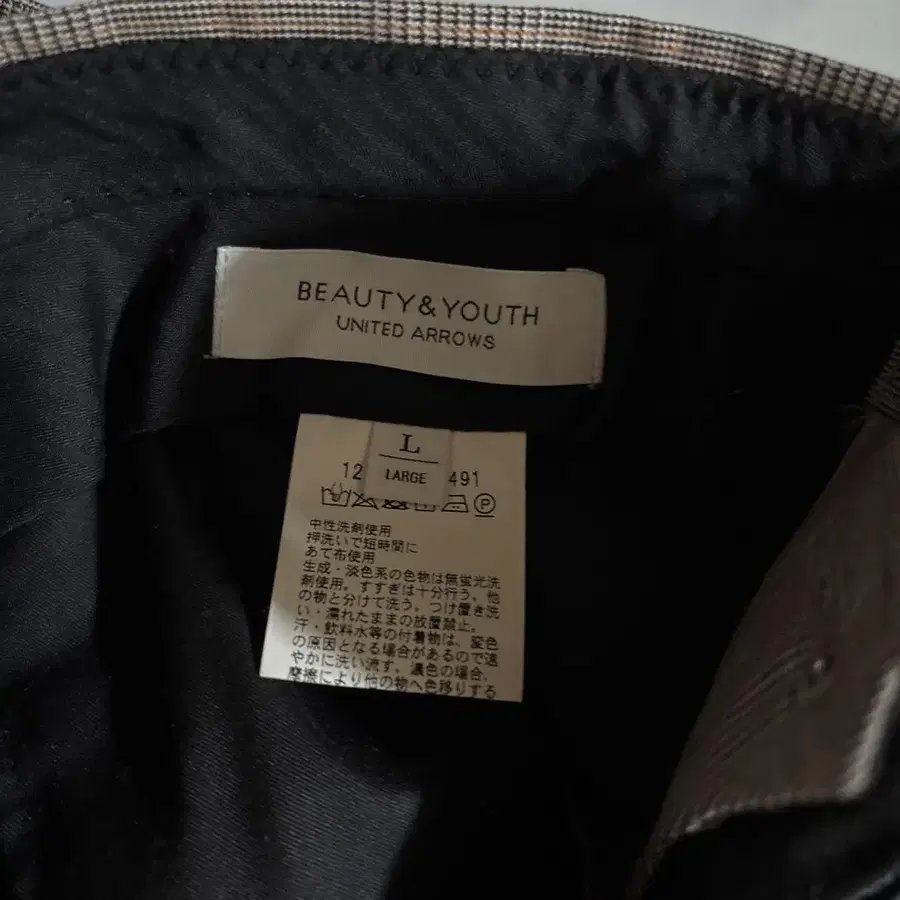 BEAUTY&YOUTH
UNITED ARROWS
L
12 LARGE 491
P
中性洗剤使用
押洗いで短時間に
あて布使用
生成・淡色系の色物は無蛍光洗
剤使用。すすぎは十分行う。他
の物と分けて洗う。つけ置き洗
い・濡れたままの放置禁止。
汗・飲料水等の付着物は、変色
の原因となる場合があるので速
やかに洗い流す。濃色の場合、
摩擦により他の物へ色移りする